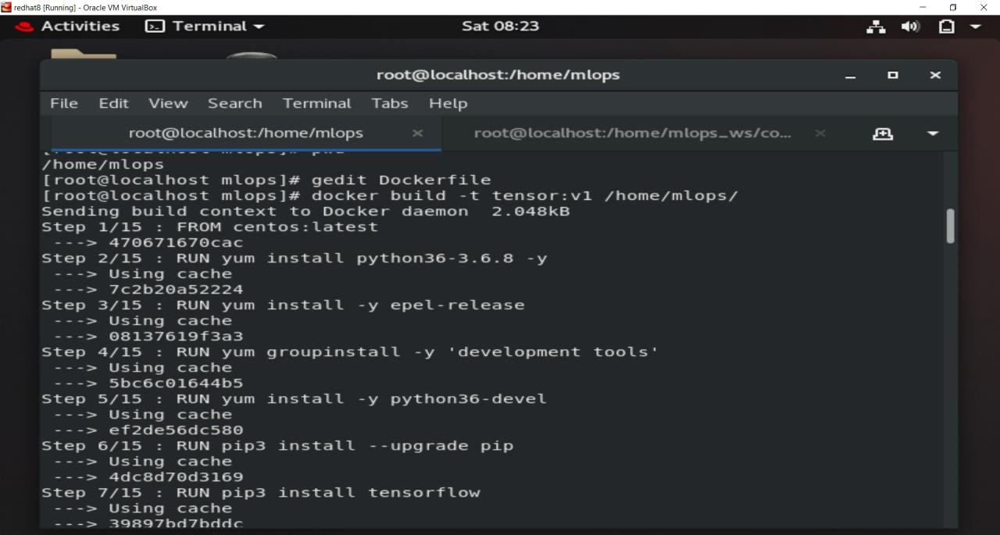 redhat8 [Running] - Oracle VM VirtualBox
Activities Terminal Sat 08:23
root@localhost:/home/mlops
File Edit View Search Terminal Tabs Help
root@localhost:/home/mlops root@localhost:/home/mlops_ws/co...
/home/mlops
[root@localhost mlops]# gedit Dockerfile
[root@localhost mlops]# docker build -t tensor:v1 /home/mlops/
Sending build context to Docker daemon  2.048kB
Step 1/15 : FROM centos:latest
 ---> 470671670cac
Step 2/15 : RUN yum install python36-3.6.8 -y
 ---> Using cache
 ---> 7c2b20a52224
Step 3/15 : RUN yum install -y epel-release
 ---> Using cache
 ---> 08137619f3a3
Step 4/15 : RUN yum groupinstall -y 'development tools'
 ---> Using cache
 ---> 5bc6c01644b5
Step 5/15 : RUN yum install -y python36-devel
 ---> Using cache
 ---> ef2de56dc580
Step 6/15 : RUN pip3 install --upgrade pip
 ---> Using cache
 ---> 4dc8d70d3169
Step 7/15 : RUN pip3 install tensorflow
 ---> Using cache
 ---> 39897bd7bddc